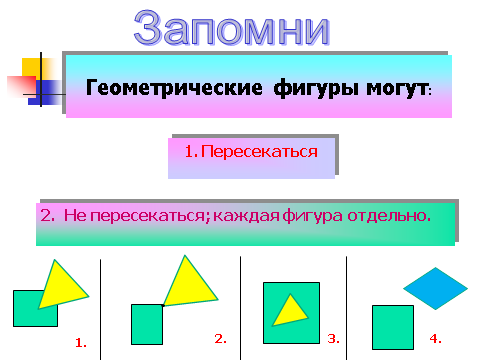 Запомни
Геометрические фигуры могут:
1. Пересекаться
2. Не пересекаться; каждая фигура отдельно.
1. 2. 3. 4.